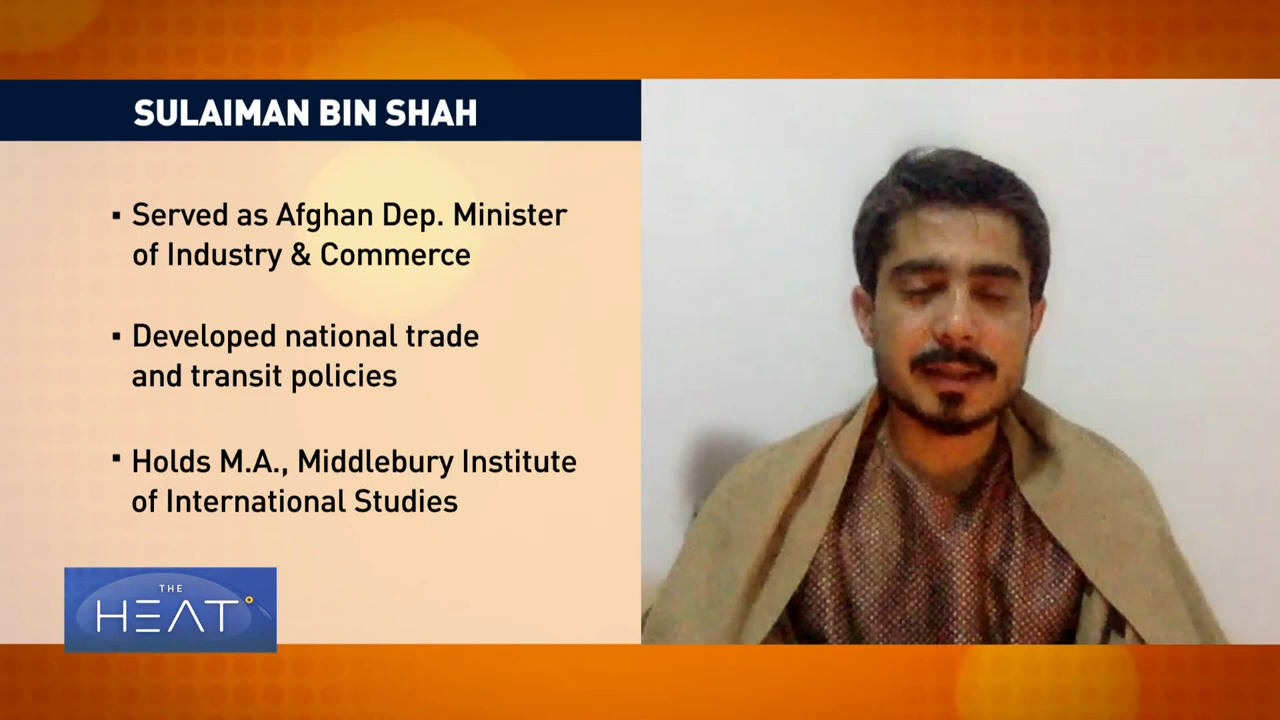 SULAIMAN BIN SHAH
▪ Served as Afghan Dep. Minister
of Industry & Commerce
▪ Developed national trade
and transit policies
▪ Holds M.A., Middlebury Institute
of International Studies
THE
HEAT